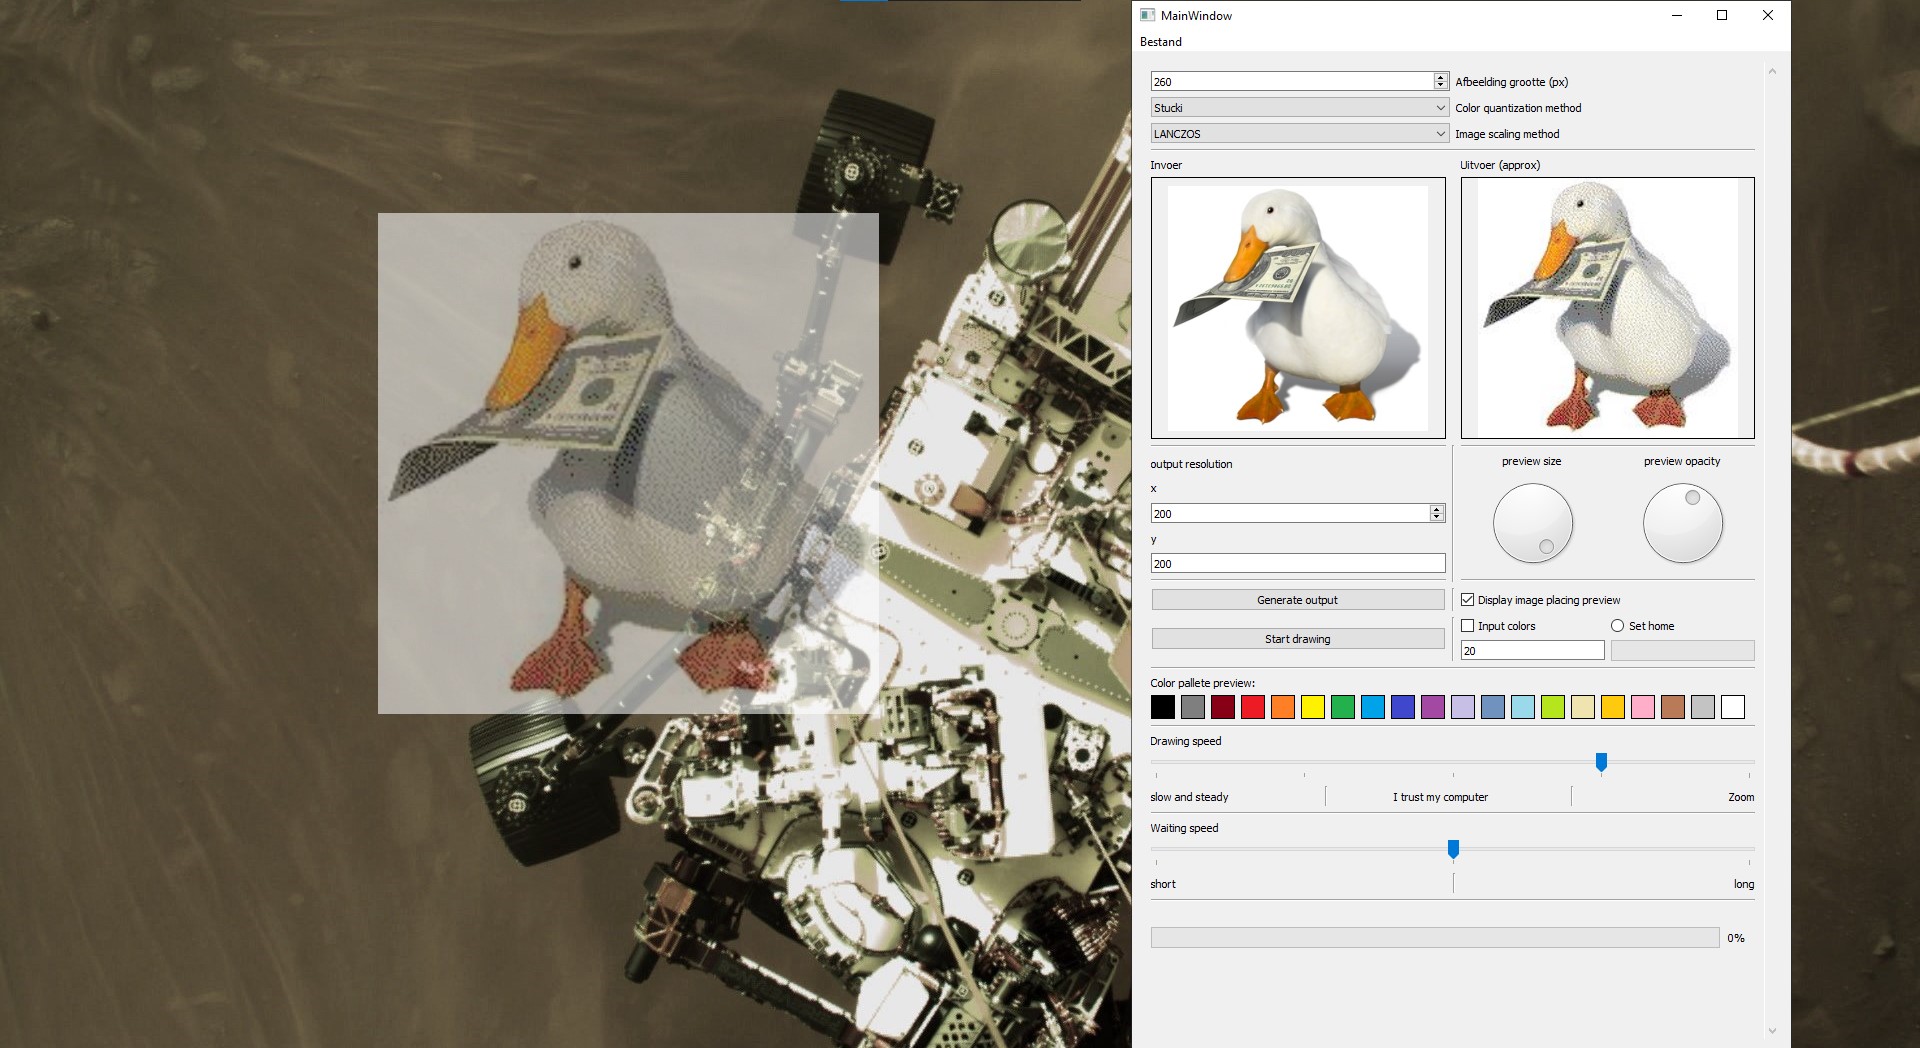 MainWindow
Bestand
260
Afbeelding grootte (px)
Stucki
Color quantization method
LANCZOS
Image scaling method
Invoer
Uitvoer (approx)
output resolution
x
200
y
200
preview size
preview opacity
Generate output
Start drawing
Display image placing preview
Input colors
Set home
20
Color pallete preview:
Drawing speed
slow and steady
I trust my computer
Zoom
Waiting speed
short
long
0%